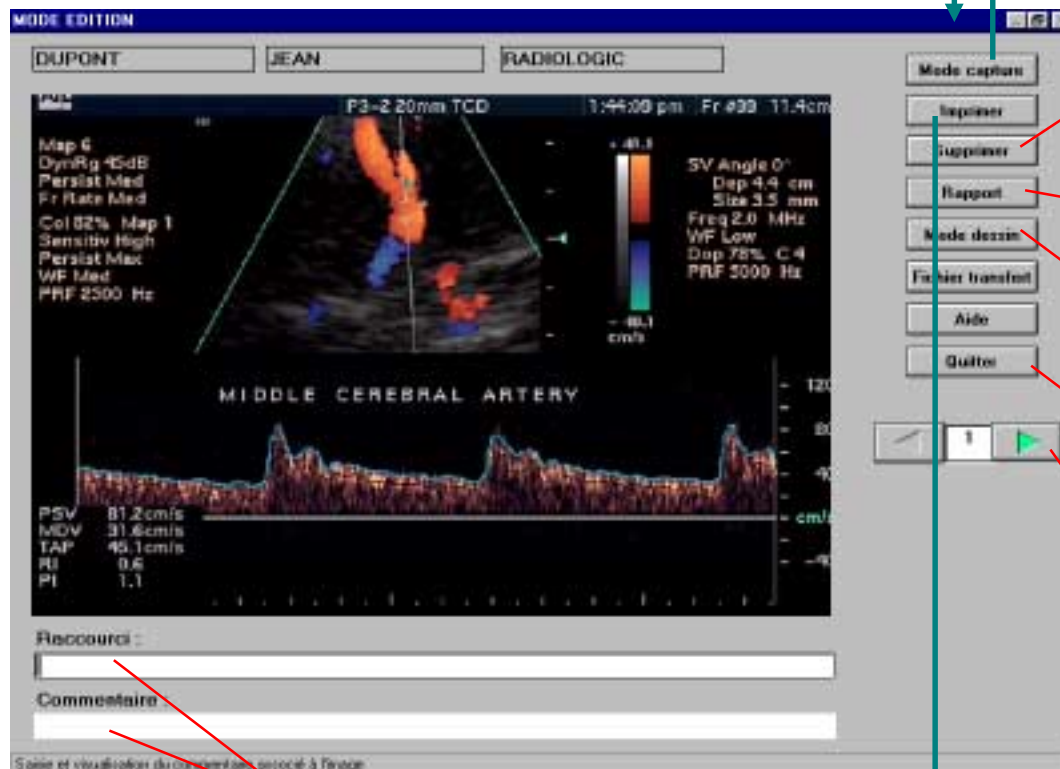 MODE EDITION
DUPONT JEAN RADIOLOGIC
P3-2 20mm TCD 1:44:09 pm Fr #39 11.4cm
Map 6
DynRg 45dB
Persist Med
Fr Rate Med
Col 82% Map 1
Sensitiv High
Persist Max
WF Med
PRF 2500 Hz
+ 48.1
- 48.1
cm/s
SV Angle 0°
Dep 4.4 cm
Size 3.5 mm
Freq 2.0 MHz
WF Low
Dop 78% C 4
PRF 5000 Hz
MIDDLE CEREBRAL ARTERY
120
80
40
cm/s
-40
PSV 81.2cm/s
MDV 31.6cm/s
TAP 45.1cm/s
RI 0.6
PI 1.1
Mode capture
Imprimer
Supprimer
Rapport
Mode dessin
Fichier transfert
Aide
Quitter
1
Raccourci :
Commentaire :
Saisie et visualisation du commentaire associé à l'image